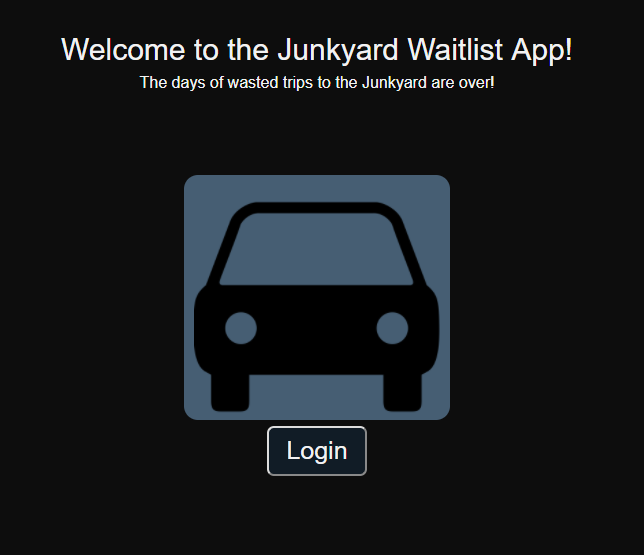 Welcome to the Junkyard Waitlist App!
The days of wasted trips to the Junkyard are over!
Login